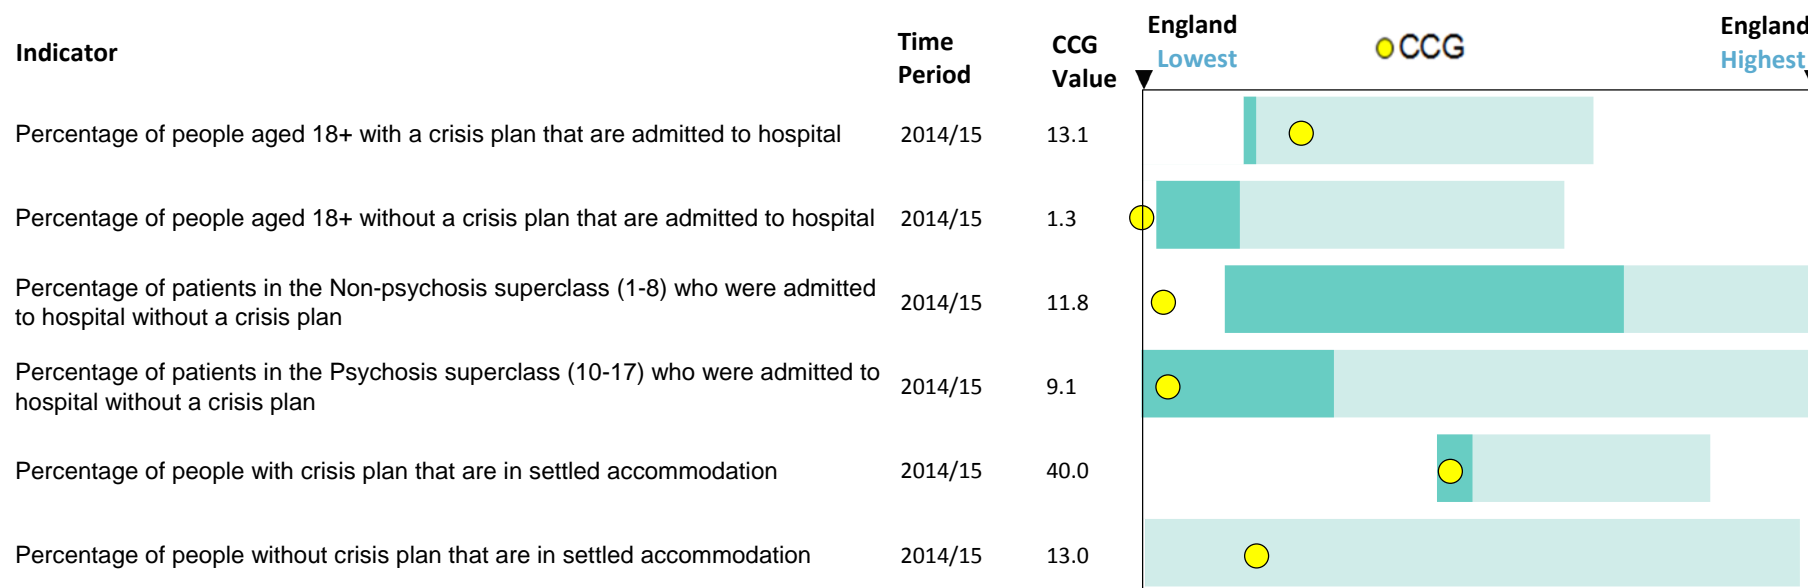 Indicator
Time Period
CCG Value
England Lowest
CCG
England Highest
Percentage of people aged 18+ with a crisis plan that are admitted to hospital 2014/15 13.1
Percentage of people aged 18+ without a crisis plan that are admitted to hospital 2014/15 1.3
Percentage of patients in the Non-psychosis superclass (1-8) who were admitted
to hospital without a crisis plan
2014/15 11.8
Percentage of patients in the Psychosis superclass (10-17) who were admitted to
hospital without a crisis plan
2014/15 9.1
Percentage of people with crisis plan that are in settled accommodation 2014/15 40.0
Percentage of people without crisis plan that are in settled accommodation 2014/15 13.0